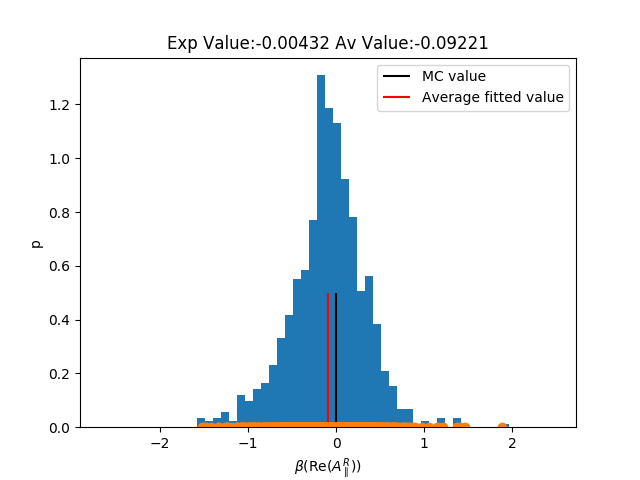 Exp Value:-0.00432 Av Value:-0.09221
MC value
Average fitted value
1.2
1.0
0.8
0.6
0.4
0.2
0.0
p
−2 −1 0 1 2
β(Re(A∥^R))